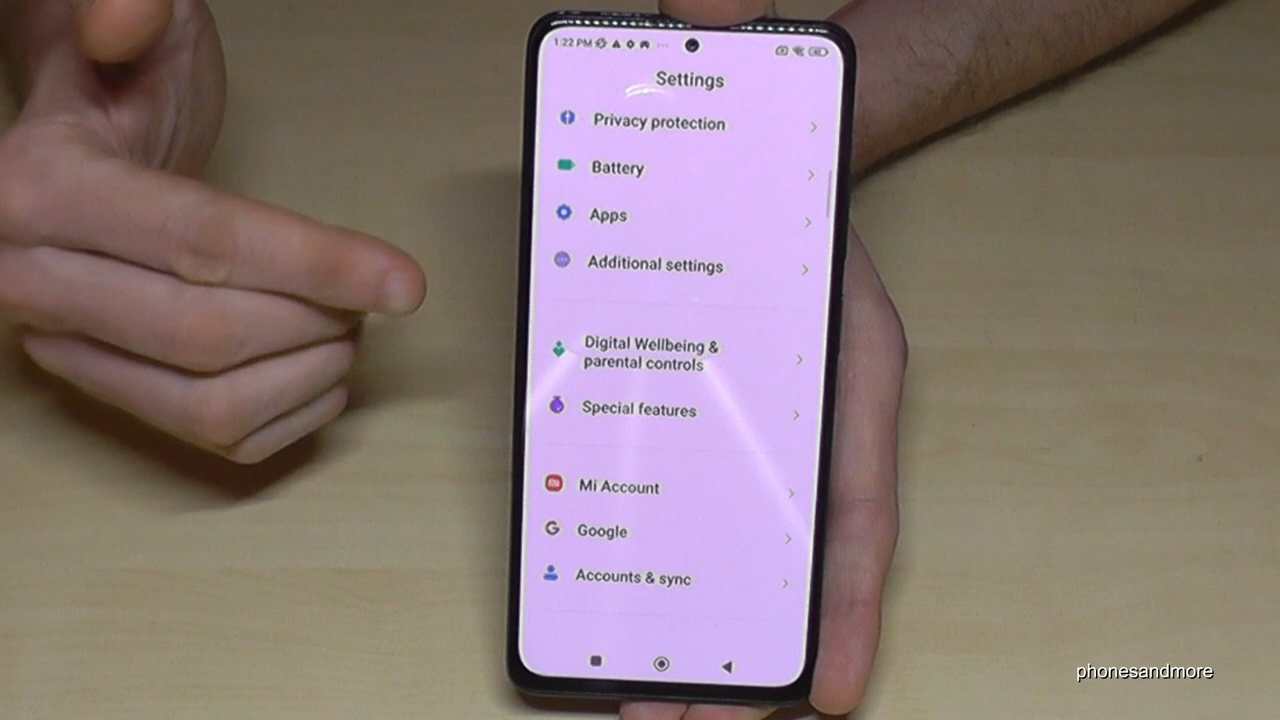 1:22 PM
Settings
Privacy protection
Battery
Apps
Additional settings
Digital Wellbeing &
parental controls
Special features
Mi Account
Google
Accounts & sync
phonesandmore